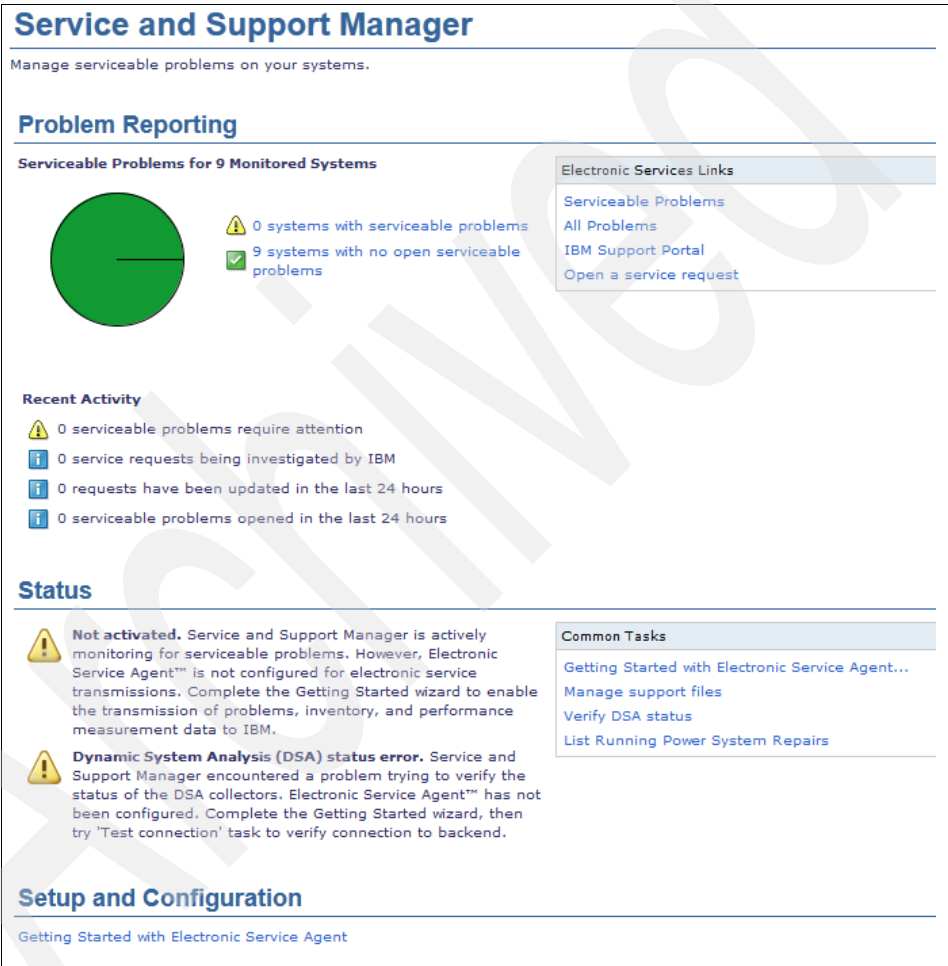 Service and Support Manager
Manage serviceable problems on your systems.
Problem Reporting
Serviceable Problems for 9 Monitored Systems
0 systems with serviceable problems
9 systems with no open serviceable
problems
Electronic Services Links
Serviceable Problems
All Problems
IBM Support Portal
Open a service request
Recent Activity
0 serviceable problems require attention
0 service requests being investigated by IBM
0 requests have been updated in the last 24 hours
0 serviceable problems opened in the last 24 hours
Status
Not activated. Service and Support Manager is actively
monitoring for serviceable problems. However, Electronic
Service Agent™ is not configured for electronic service
transmissions. Complete the Getting Started wizard to enable
the transmission of problems, inventory, and performance
measurement data to IBM.
Dynamic System Analysis (DSA) status error. Service and
Support Manager encountered a problem trying to verify the
status of the DSA collectors. Electronic Service Agent™ has not
been configured. Complete the Getting Started wizard, then
try 'Test connection' task to verify connection to backend.
Common Tasks
Getting Started with Electronic Service Agent...
Manage support files
Verify DSA status
List Running Power System Repairs
Setup and Configuration
Getting Started with Electronic Service Agent
Archived